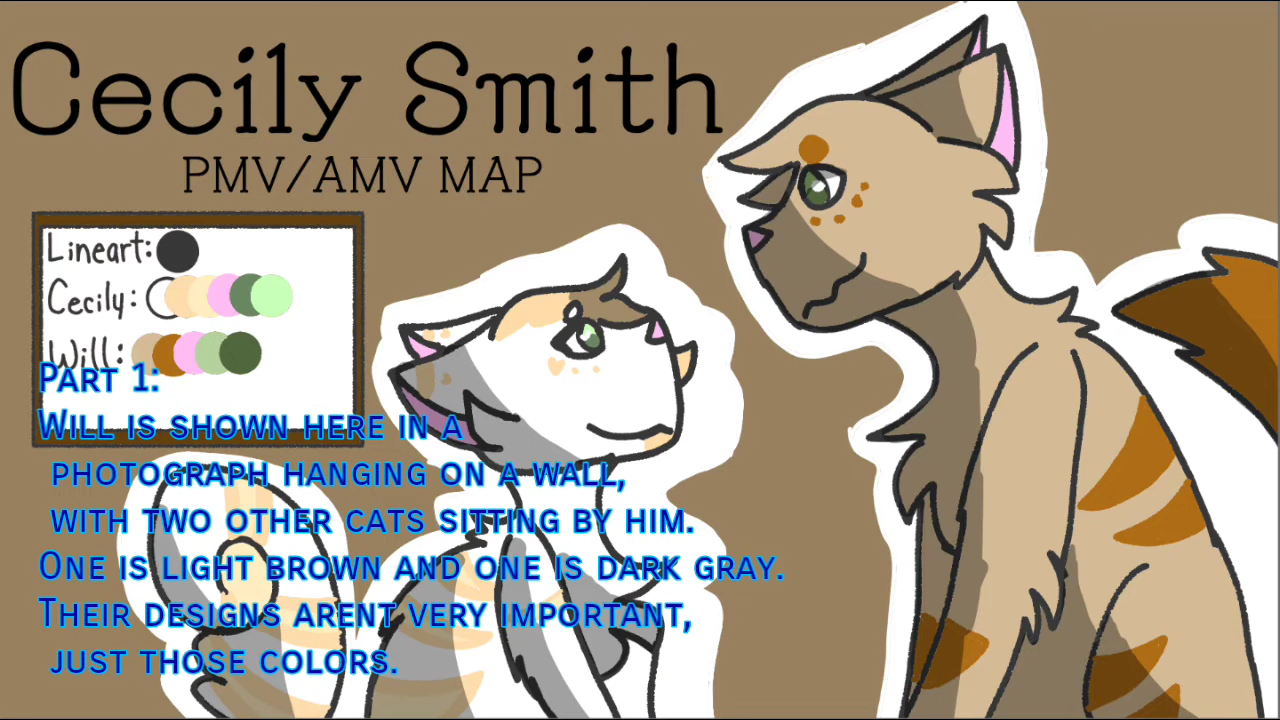 Cecily Smith
PMV/AMV MAP
Lineart:
Cecily:
Will:
Part 1:
Will is shown here in a
photograph hanging on a wall,
with two other cats sitting by him.
One is light brown and one is dark gray.
Their designs arent very important,
just those colors.